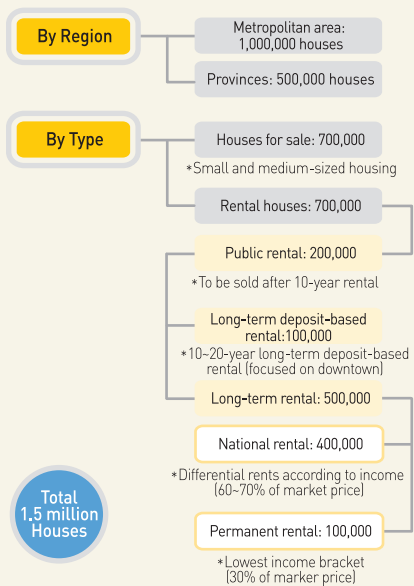 By Region
Metropolitan area:
1,000,000 houses
Provinces: 500,000 houses
By Type
Houses for sale: 700,000
*Small and medium-sized housing
Rental houses: 700,000
Public rental: 200,000
*To be sold after 10-year rental
Long-term deposit-based
rental:100,000
*10~20-year long-term deposit-based
rental (focused on downtown)
Long-term rental: 500,000
National rental: 400,000
*Differential rents according to income
(60~70% of market price)
Permanent rental: 100,000
*Lowest income bracket
(30% of marker price)
Total
1.5 million
Houses